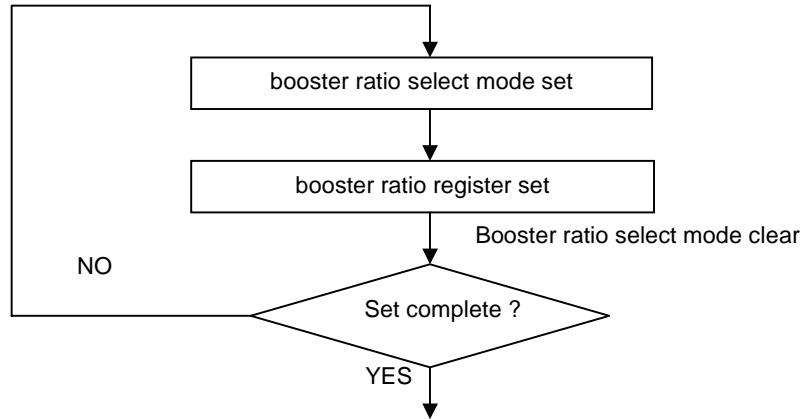 booster ratio select mode set
booster ratio register set
Booster ratio select mode clear
NO
Set complete ?
YES